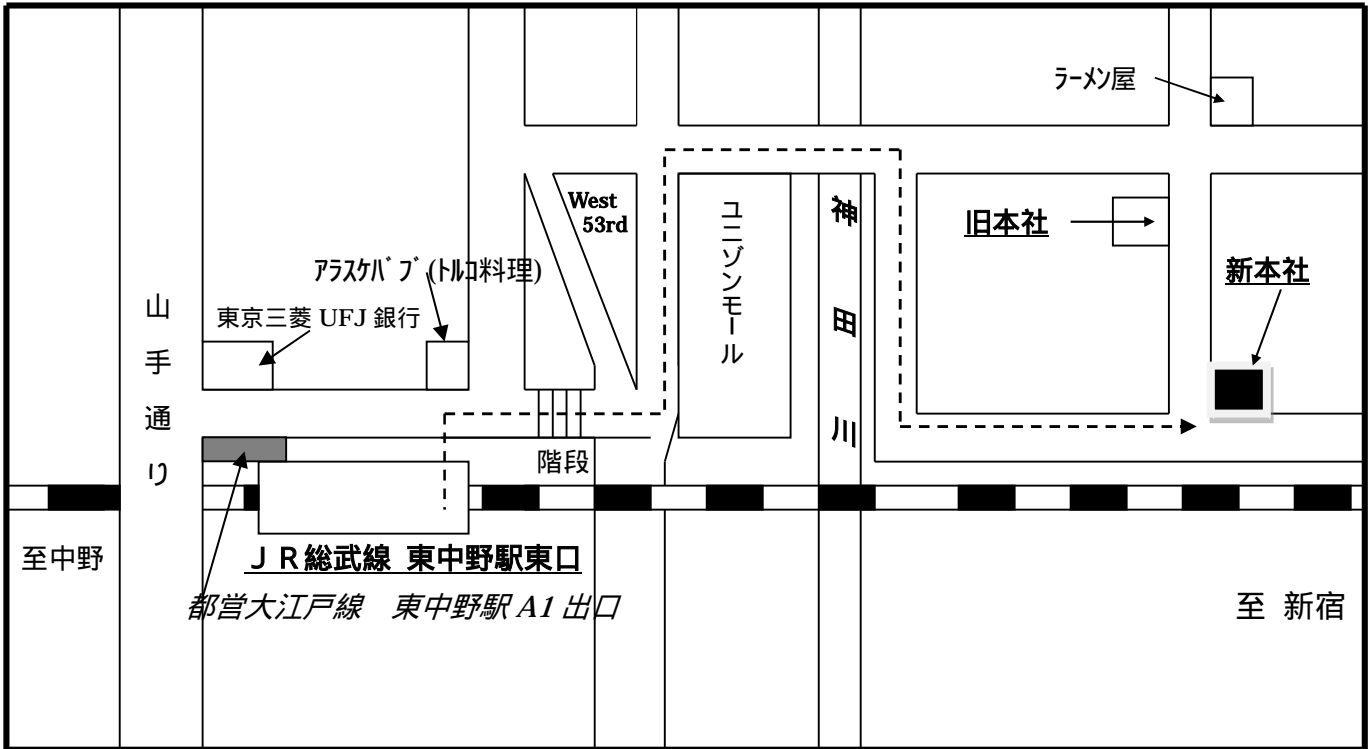 ラーメン屋
West
53rd
ユニゾンモール
神田川
旧本社
新本社
アラスケバブ(トルコ料理)
東京三菱 UFJ 銀行
山手通り
階段
至中野
JR総武線 東中野駅東口
都営大江戸線 東中野駅 A1 出口
至 新宿